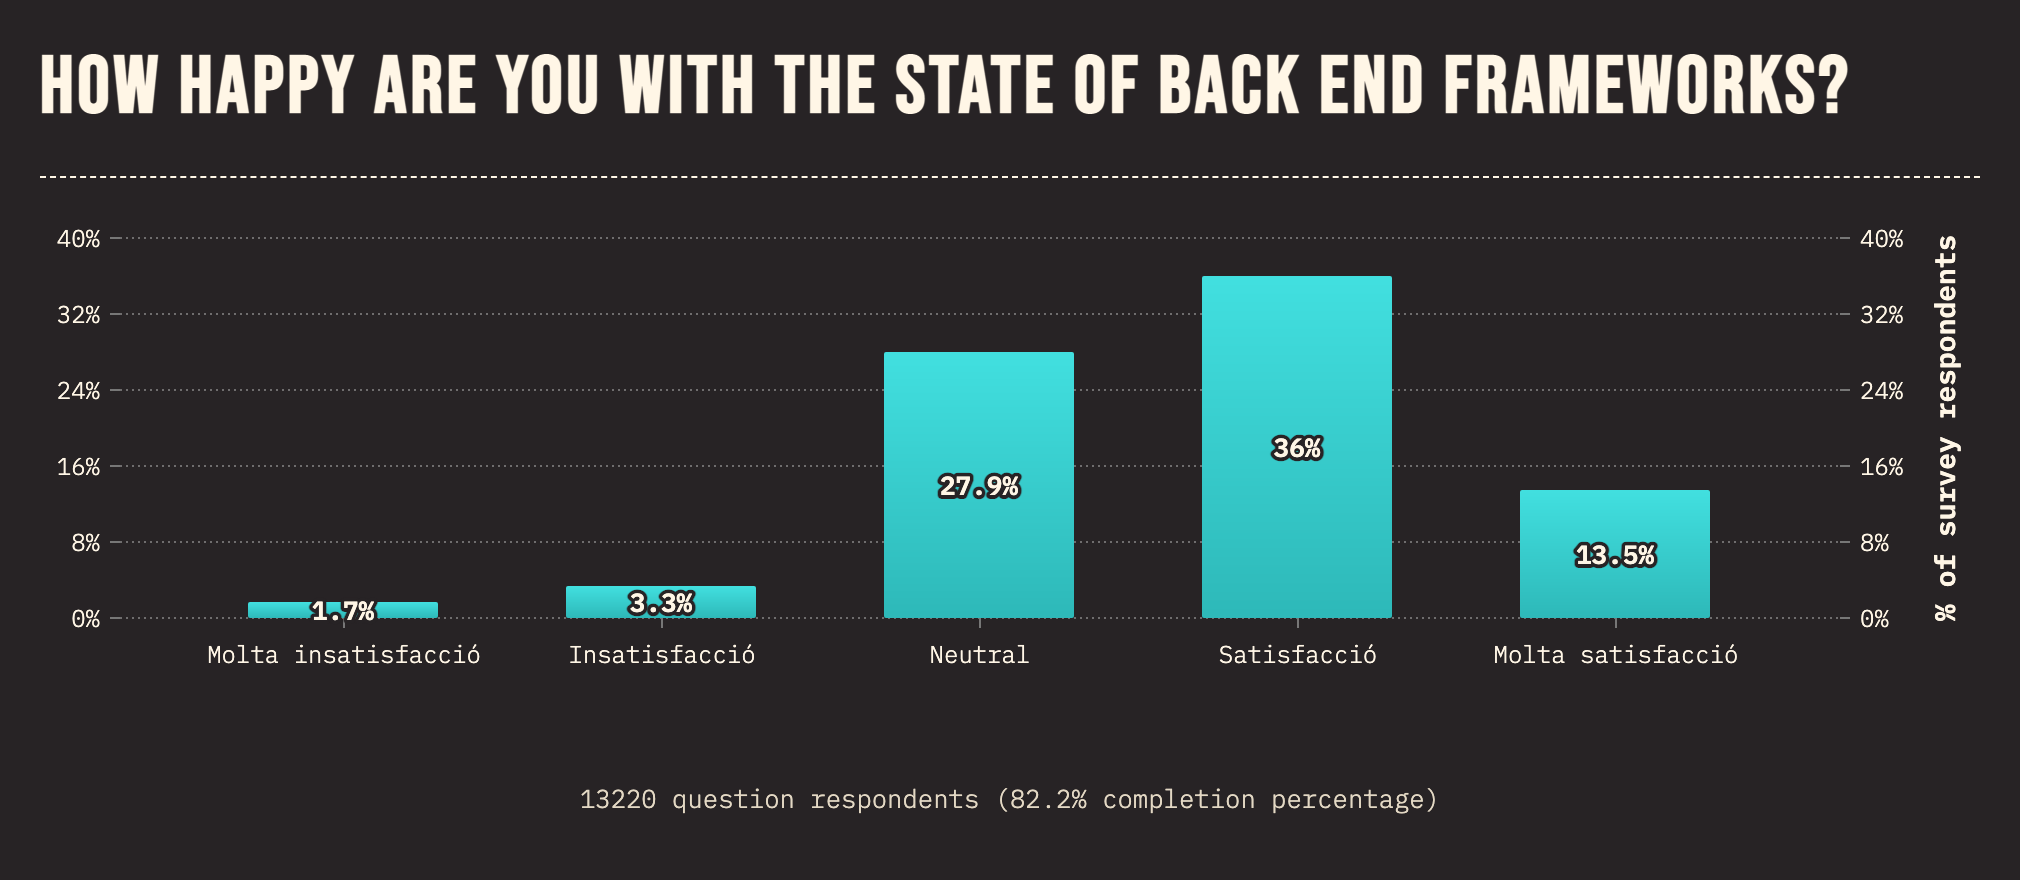 HOW HAPPY ARE YOU WITH THE STATE OF BACK END FRAMEWORKS?
40% 40%
32% 32%
24% 24%
16% 16%
8% 8%
0% 0%
% of survey respondents
1.7% 3.3% 27.9% 36% 13.5%
Molta insatisfacció Insatisfacció Neutral Satisfacció Molta satisfacció
13220 question respondents (82.2% completion percentage)